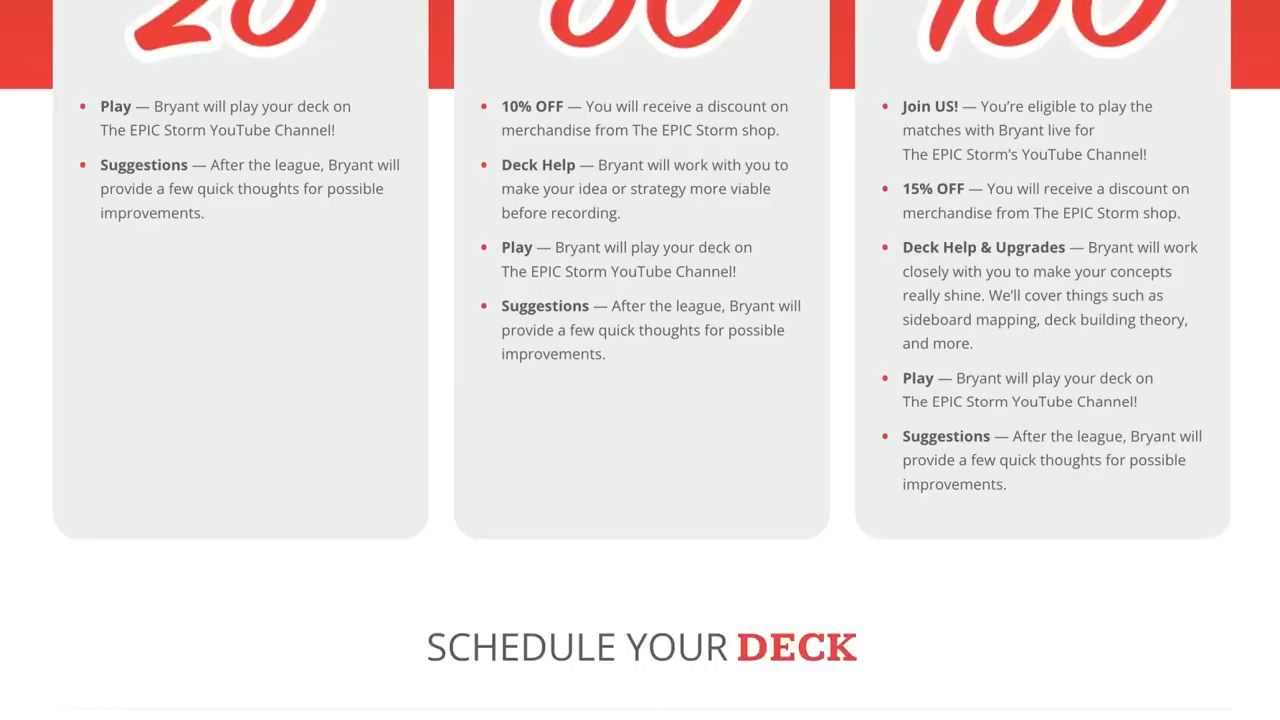 20
100
• Play — Bryant will play your deck on
The EPIC Storm YouTube Channel!
• Suggestions — After the league, Bryant will
provide a few quick thoughts for possible
improvements.
• 10% OFF — You will receive a discount on
merchandise from The EPIC Storm shop.
• Deck Help — Bryant will work with you to
make your idea or strategy more viable
before recording.
• Play — Bryant will play your deck on
The EPIC Storm YouTube Channel!
• Suggestions — After the league, Bryant will
provide a few quick thoughts for possible
improvements.
• Join US! — You’re eligible to play the
matches with Bryant live for
The EPIC Storm’s YouTube Channel!
• 15% OFF — You will receive a discount on
merchandise from The EPIC Storm shop.
• Deck Help & Upgrades — Bryant will work
closely with you to make your concepts
really shine. We’ll cover things such as
sideboard mapping, deck building theory,
and more.
• Play — Bryant will play your deck on
The EPIC Storm YouTube Channel!
• Suggestions — After the league, Bryant will
provide a few quick thoughts for possible
improvements.
SCHEDULE YOUR DECK